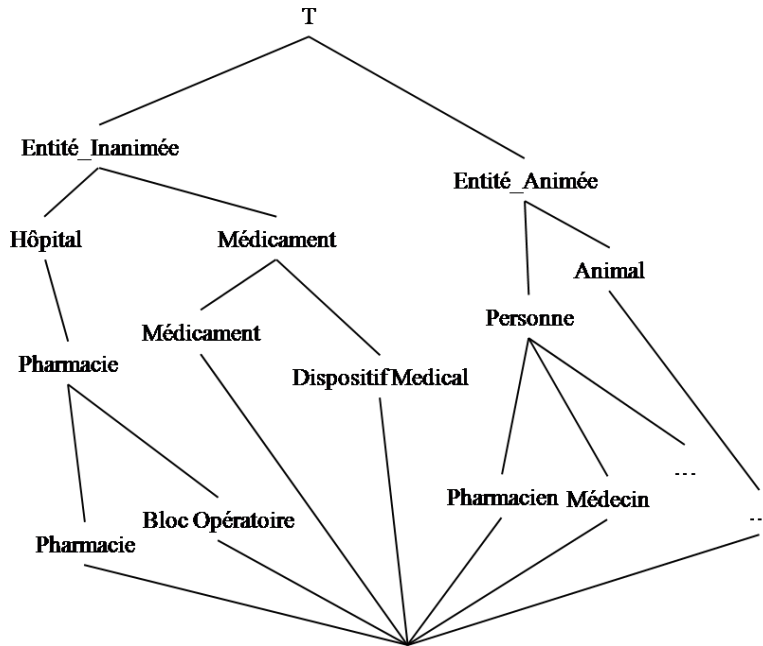 T
Entité_Inanimée
Entité_Animée
Hôpital
Médicament
Animal
Médicament
Personne
Pharmacie
Dispositif Medical
---
Pharmacien
Médecin
Bloc Opératoire
--
Pharmacie